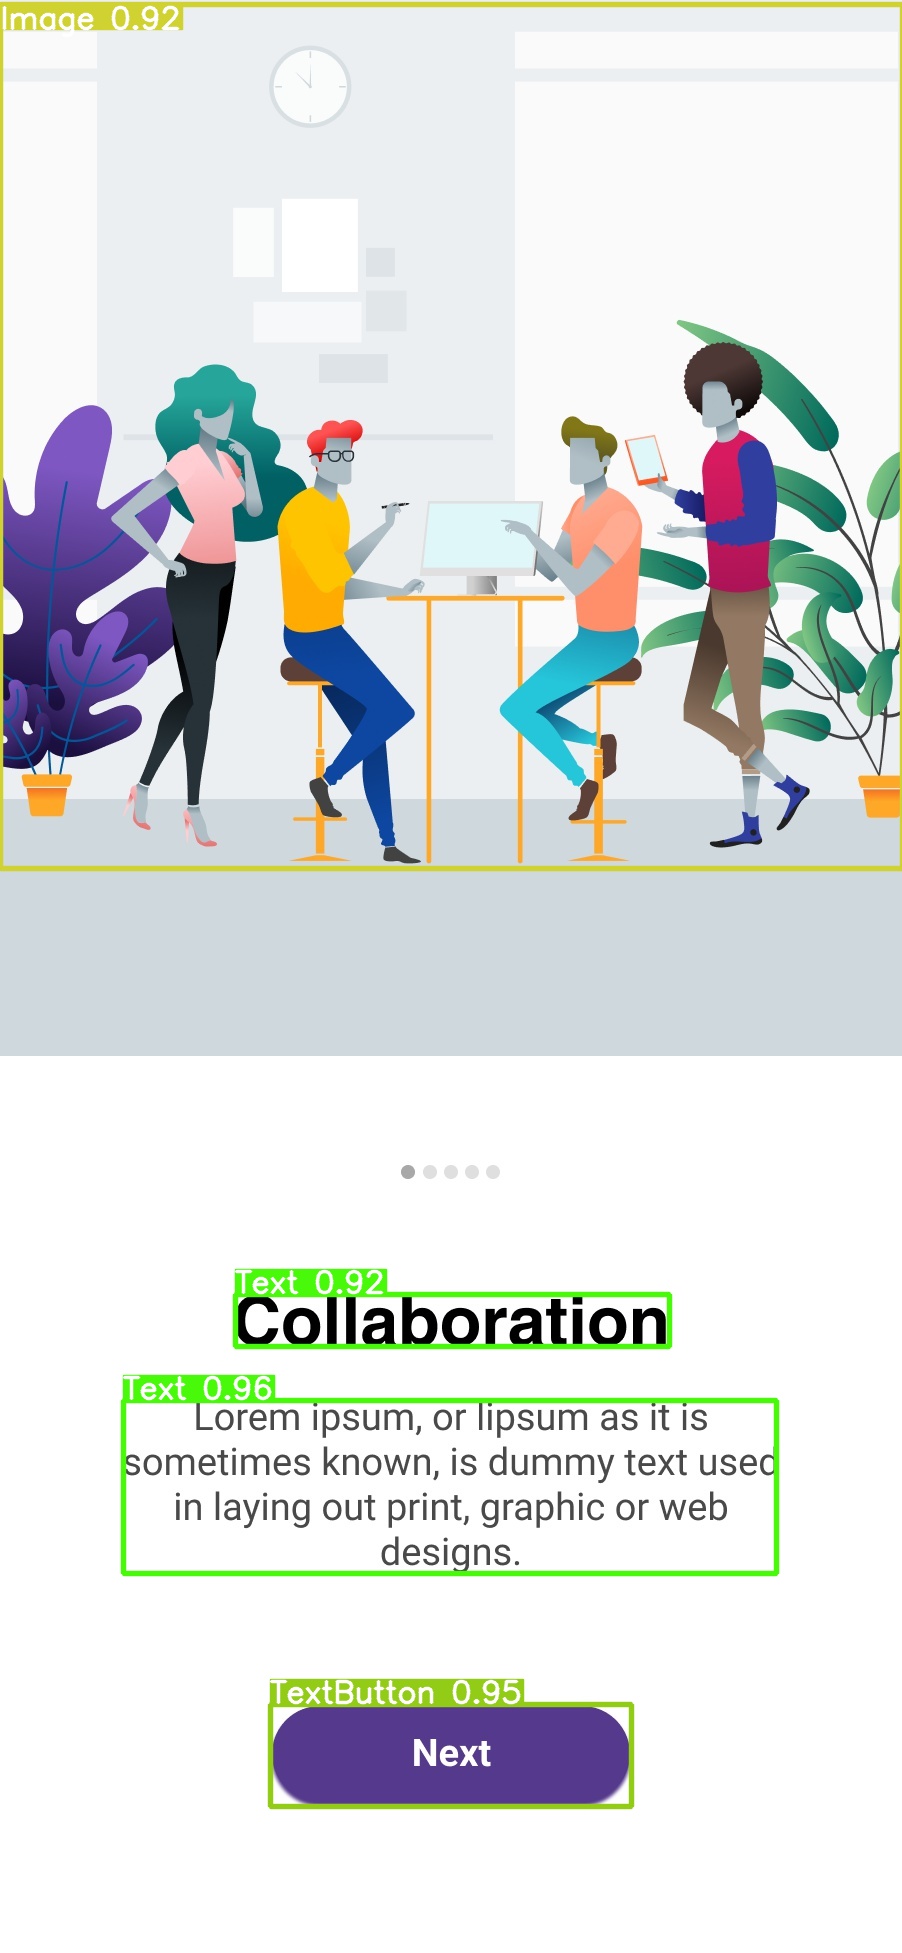 Image 0.92
Text 0.92
Collaboration
Text 0.96
Lorem ipsum, or lipsum as it is
sometimes known, is dummy text used
in laying out print, graphic or web
designs.
TextButton 0.95
Next